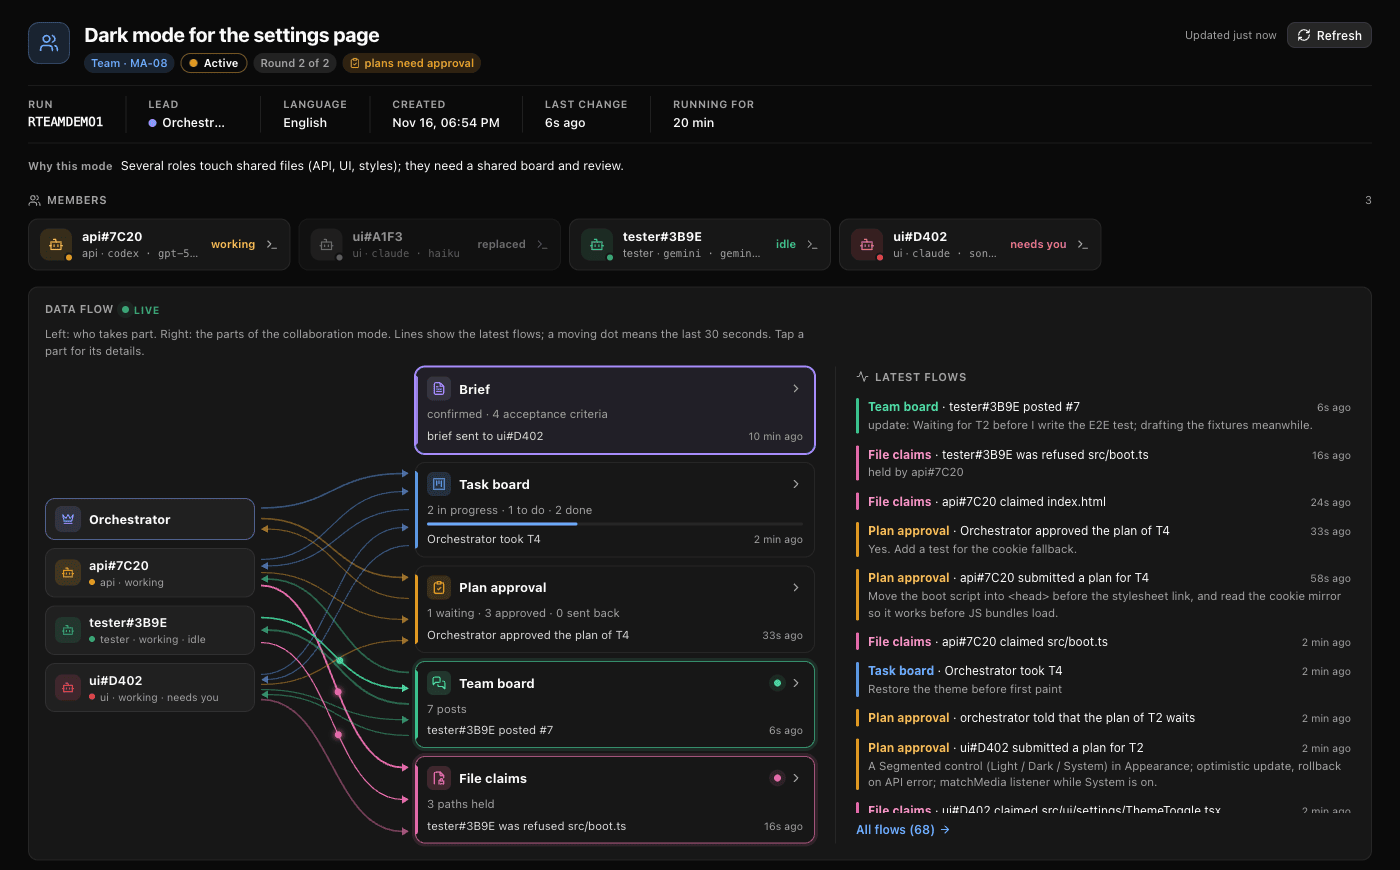 Dark mode for the settings page
Updated just now
Refresh
Team · MA-08
Active
Round 2 of 2
plans need approval
RUN
RTEAMDEMO1
LEAD
Orchestr...
LANGUAGE
English
CREATED
Nov 16, 06:54 PM
LAST CHANGE
6s ago
RUNNING FOR
20 min
Why this mode Several roles touch shared files (API, UI, styles); they need a shared board and review.
MEMBERS
3
api#7C20
api · codex · gpt-5...
working
ui#A1F3
ui · claude · haiku
replaced
tester#3B9E
tester · gemini · gemin...
idle
ui#D402
ui · claude · son...
needs you
DATA FLOW
LIVE
Left: who takes part. Right: the parts of the collaboration mode. Lines show the latest flows; a moving dot means the last 30 seconds. Tap a
part for its details.
Orchestrator
api#7C20
api · working
tester#3B9E
tester · working · idle
ui#D402
ui · working · needs you
Brief
confirmed · 4 acceptance criteria
brief sent to ui#D402
10 min ago
Task board
2 in progress · 1 to do · 2 done
Orchestrator took T4
2 min ago
Plan approval
1 waiting · 3 approved · 0 sent back
Orchestrator approved the plan of T4
33s ago
Team board
7 posts
tester#3B9E posted #7
6s ago
File claims
3 paths held
tester#3B9E was refused src/boot.ts
16s ago
LATEST FLOWS
Team board · tester#3B9E posted #7
6s ago
update: Waiting for T2 before I write the E2E test; drafting the fixtures meanwhile.
File claims · tester#3B9E was refused src/boot.ts
16s ago
held by api#7C20
File claims · api#7C20 claimed index.html
24s ago
Plan approval · Orchestrator approved the plan of T4
33s ago
Yes. Add a test for the cookie fallback.
Plan approval · api#7C20 submitted a plan for T4
58s ago
Move the boot script into <head> before the stylesheet link, and read the cookie mirror
so it works before JS bundles load.
File claims · api#7C20 claimed src/boot.ts
2 min ago
Task board · Orchestrator took T4
2 min ago
Restore the theme before first paint
Plan approval · orchestrator told that the plan of T2 waits
2 min ago
Plan approval · ui#D402 submitted a plan for T2
2 min ago
A Segmented control (Light / Dark / System) in Appearance; optimistic update, rollback
on API error; matchMedia listener while System is on.
File claims · ui#D402 claimed src/ui/settings/ThemeToggle.tsx
2 min ago
All flows (68)